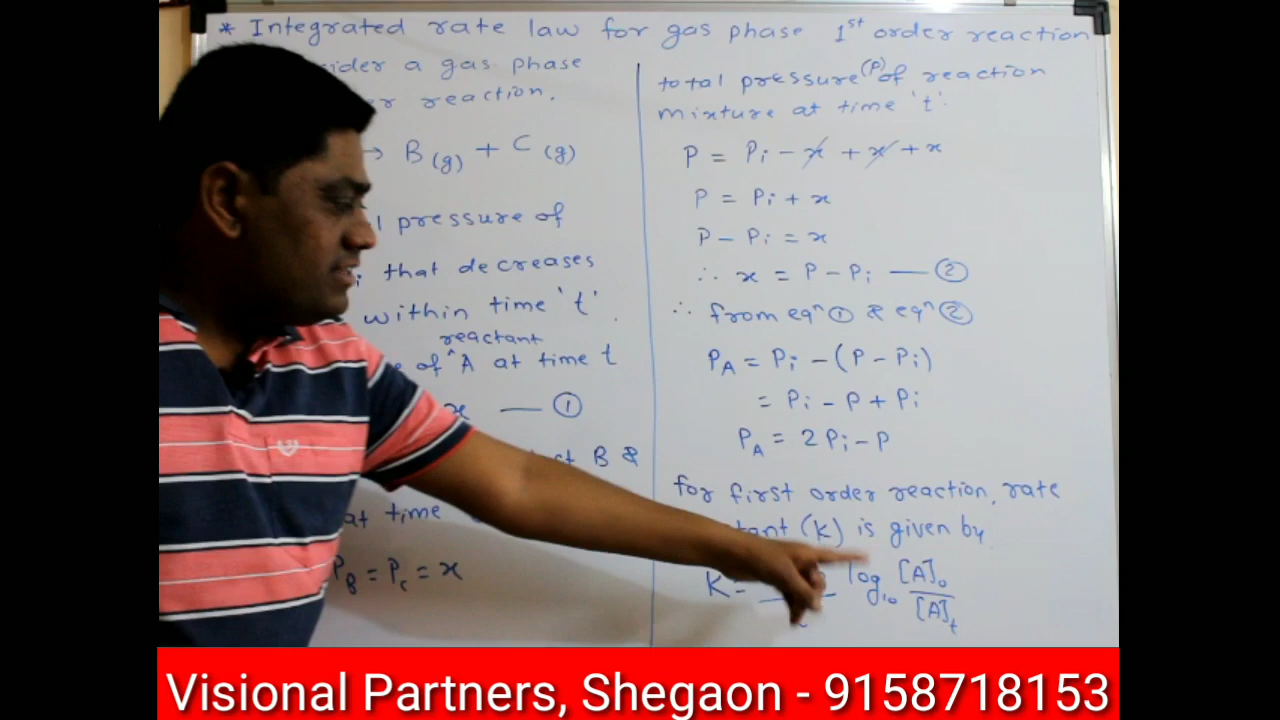 * Integrated rate law for gas phase 1st order reaction
a gas phase
reaction.
→ B(g) + C(g)
pressure of
that decreases
within time 't'.
reactant
of ^ A at time t
x — ①
B &
at time
PB = Pc = x
total pressure (P) of reaction
mixture at time 't'.
P = Pi - x + x + x
P = Pi + x
P - Pi = x
∴ x = P - Pi — ②
∴ from eqn ① & eqn ②
PA = Pi - (P - Pi)
= Pi - P + Pi
PA = 2Pi - P
for first order reaction, rate
(K) is given by
K = log10 [A]0 / [A]t
Visional Partners, Shegaon - 9158718153